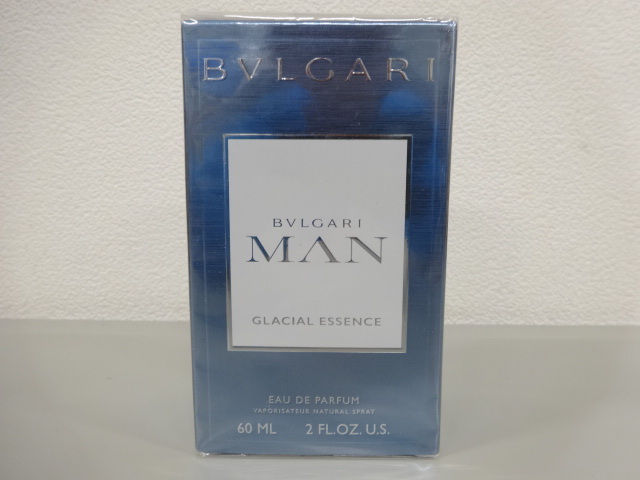 BVLGARI
BVLGARI
MAN
GLACIAL ESSENCE
EAU DE PARFUM
VAPORISATEUR NATURAL SPRAY
60 ML 2 FL.OZ. U.S.